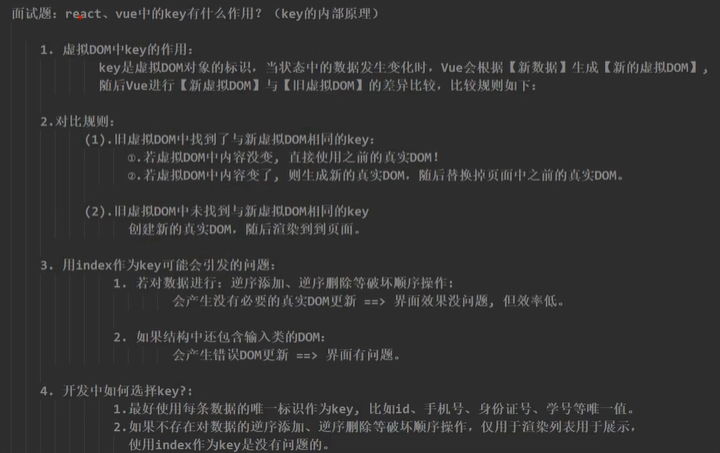 面试题：react、vue中的key有什么作用？（key的内部原理）
1. 虚拟DOM中key的作用：
key是虚拟DOM对象的标识，当状态中的数据发生变化时，Vue会根据【新数据】生成【新的虚拟DOM】,
随后Vue进行【新虚拟DOM】与【旧虚拟DOM】的差异比较，比较规则如下：
2.对比规则：
(1).旧虚拟DOM中找到了与新虚拟DOM相同的key：
①.若虚拟DOM中内容没变, 直接使用之前的真实DOM！
②.若虚拟DOM中内容变了, 则生成新的真实DOM，随后替换掉页面中之前的真实DOM。
(2).旧虚拟DOM中未找到与新虚拟DOM相同的key
创建新的真实DOM，随后渲染到到页面。
3. 用index作为key可能会引发的问题：
1. 若对数据进行：逆序添加、逆序删除等破坏顺序操作:
会产生没有必要的真实DOM更新 ==> 界面效果没问题, 但效率低。
2. 如果结构中还包含输入类的DOM：
会产生错误DOM更新 ==> 界面有问题。
4. 开发中如何选择key?:
1.最好使用每条数据的唯一标识作为key, 比如id、手机号、身份证号、学号等唯一值。
2.如果不存在对数据的逆序添加、逆序删除等破坏顺序操作，仅用于渲染列表用于展示，
使用index作为key是没有问题的。